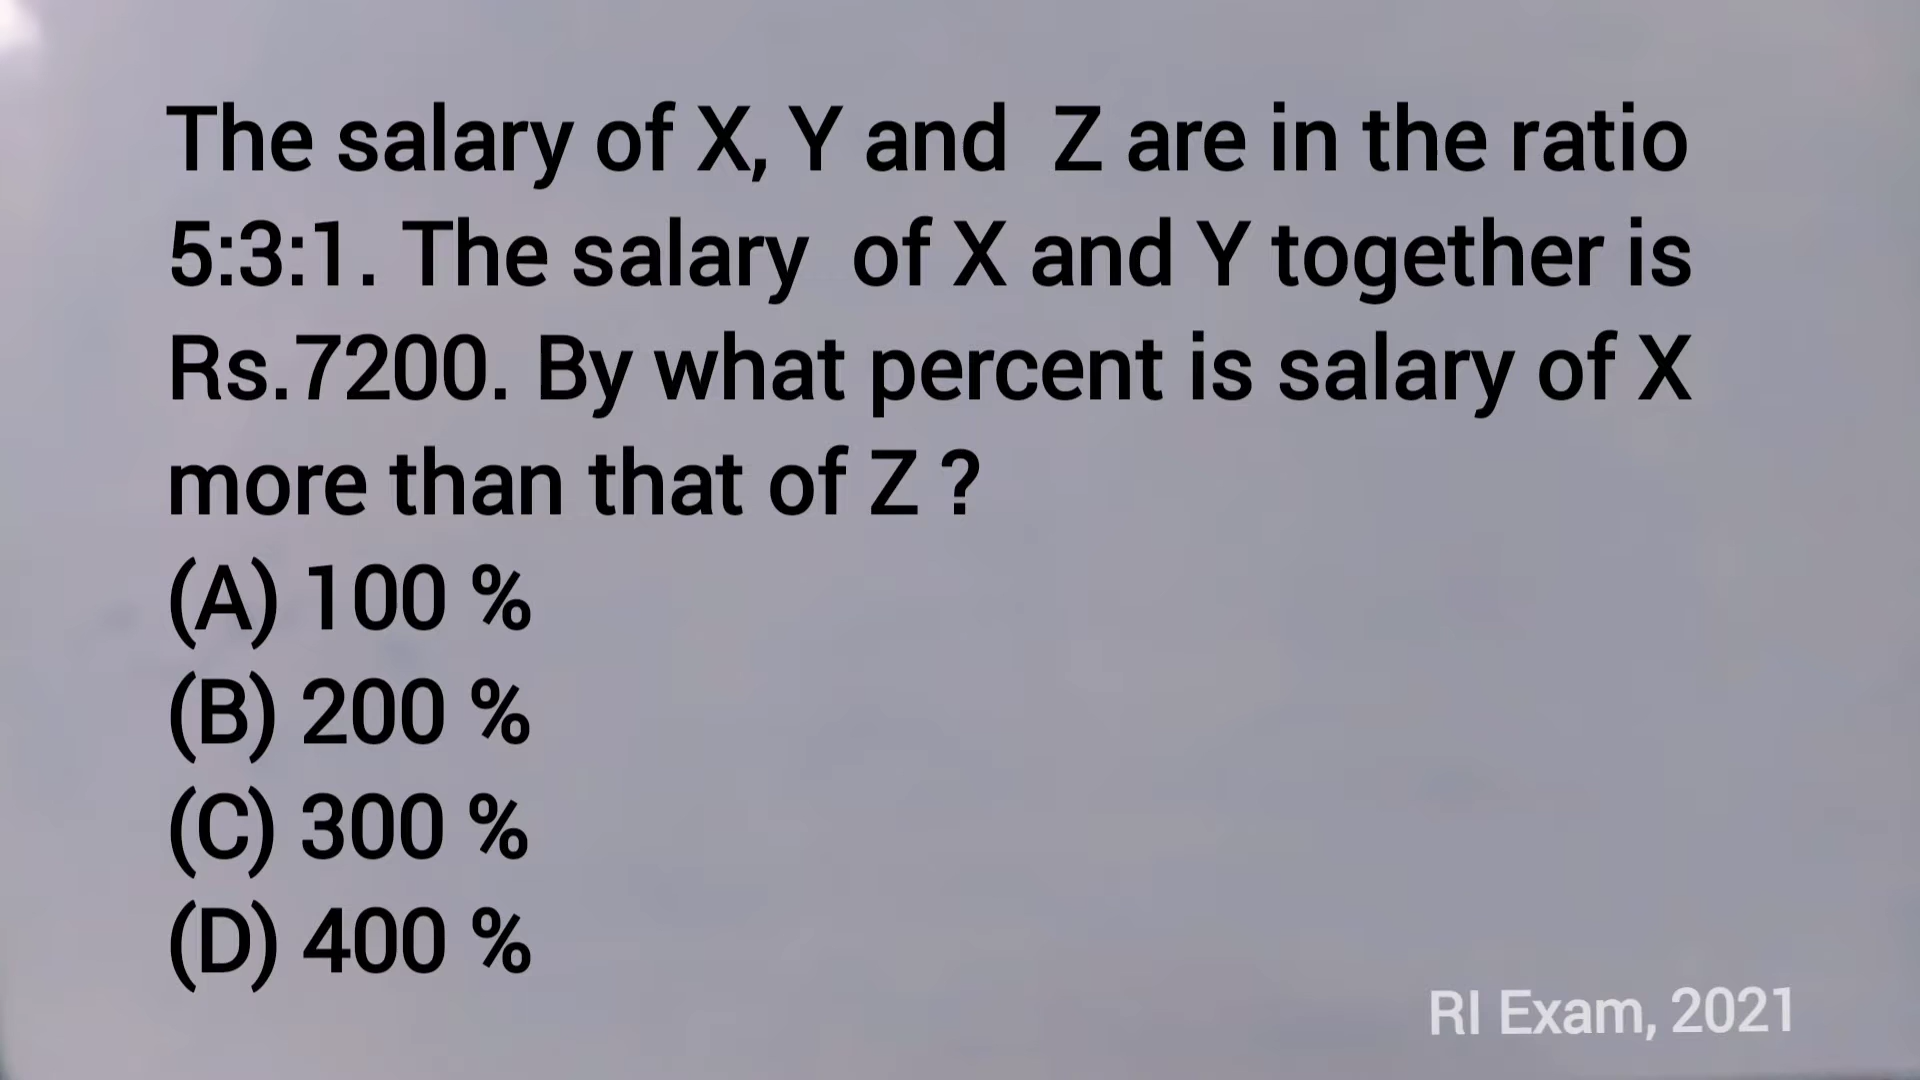 The salary of X, Y and Z are in the ratio
5:3:1. The salary of X and Y together is
Rs.7200. By what percent is salary of X
more than that of Z ?
(A) 100 %
(B) 200 %
(C) 300 %
(D) 400 %
RI Exam, 2021